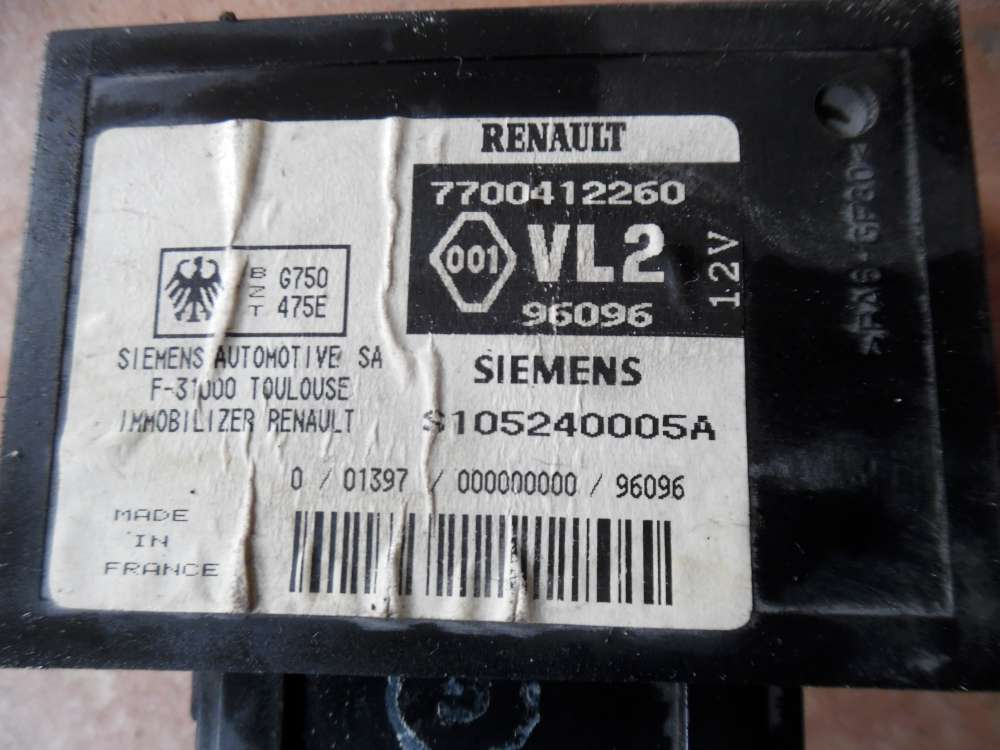 RENAULT
7700412260
001 VL2
12V
96096
BZT G750
475E
SIEMENS AUTOMOTIVE SA
F-31000 TOULOUSE
IMMOBILIZER RENAULT
SIEMENS
S105240005A
0 / 01397 / 000000000 / 96096
MADE
IN
FRANCE